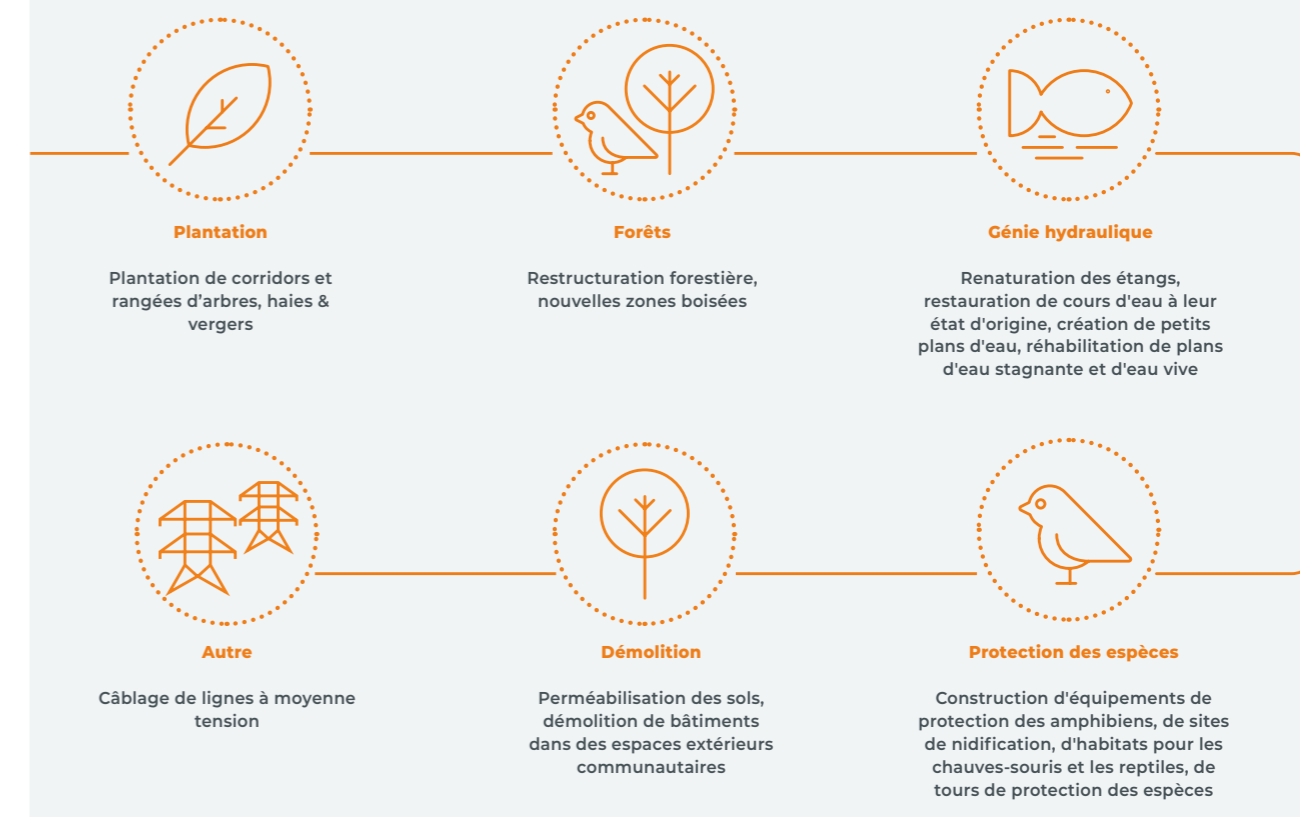 Plantation
Plantation de corridors et
rangées d’arbres, haies &
vergers
Forêts
Restructuration forestière,
nouvelles zones boisées
Génie hydraulique
Renaturation des étangs,
restauration de cours d'eau à leur
état d'origine, création de petits
plans d'eau, réhabilitation de plans
d'eau stagnante et d'eau vive
Autre
Câblage de lignes à moyenne
tension
Démolition
Perméabilisation des sols,
démolition de bâtiments
dans des espaces extérieurs
communautaires
Protection des espèces
Construction d'équipements de
protection des amphibiens, de sites
de nidification, d'habitats pour les
chauves-souris et les reptiles, de
tours de protection des espèces